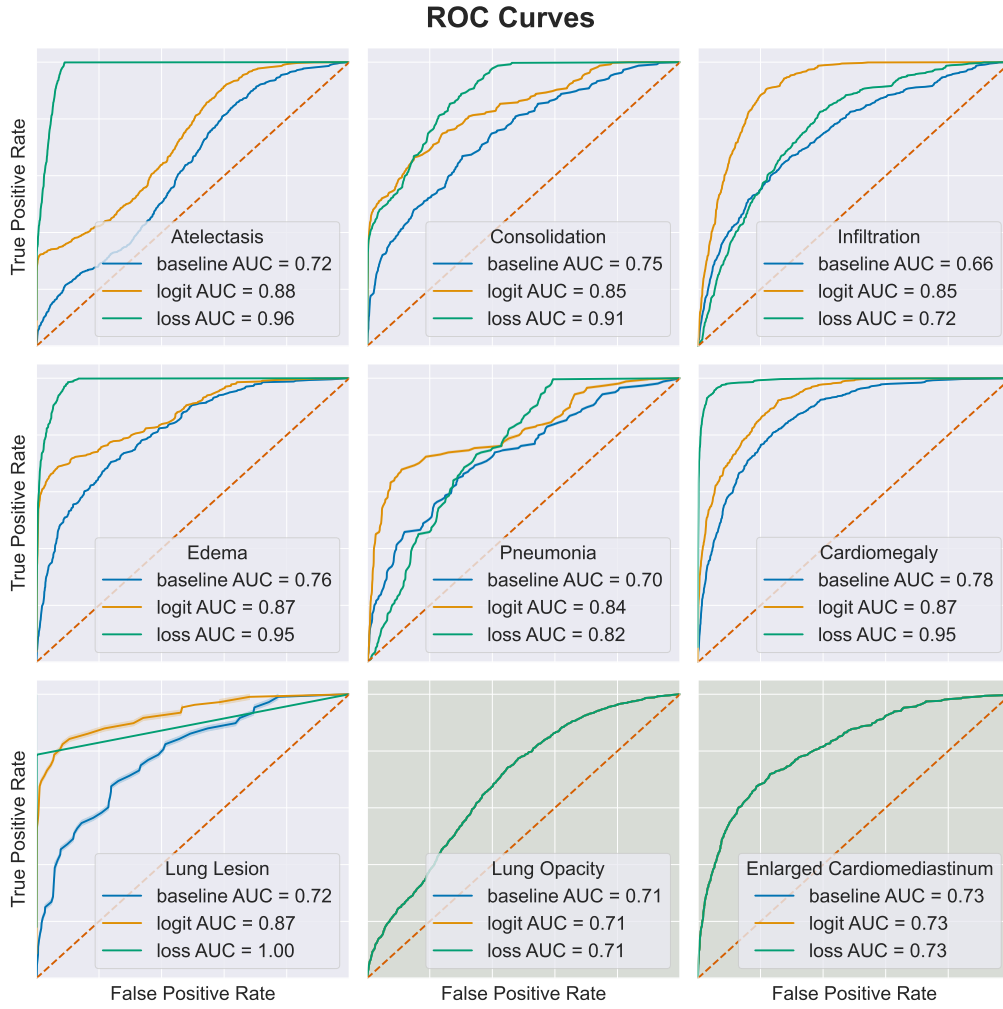 ROC Curves
True Positive Rate
Atelectasis
baseline AUC = 0.72
logit AUC = 0.88
loss AUC = 0.96
Consolidation
baseline AUC = 0.75
logit AUC = 0.85
loss AUC = 0.91
Infiltration
baseline AUC = 0.66
logit AUC = 0.85
loss AUC = 0.72
True Positive Rate
Edema
baseline AUC = 0.76
logit AUC = 0.87
loss AUC = 0.95
Pneumonia
baseline AUC = 0.70
logit AUC = 0.84
loss AUC = 0.82
Cardiomegaly
baseline AUC = 0.78
logit AUC = 0.87
loss AUC = 0.95
True Positive Rate
Lung Lesion
baseline AUC = 0.72
logit AUC = 0.87
loss AUC = 1.00
Lung Opacity
baseline AUC = 0.71
logit AUC = 0.71
loss AUC = 0.71
Enlarged Cardiomediastinum
baseline AUC = 0.73
logit AUC = 0.73
loss AUC = 0.73
False Positive Rate
False Positive Rate
False Positive Rate